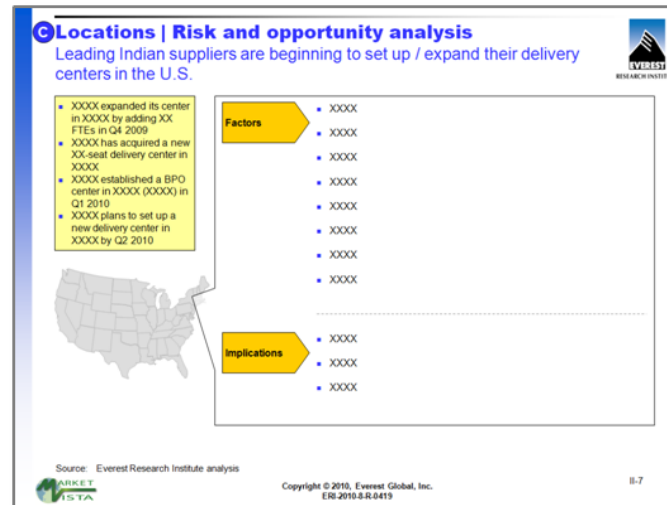 C Locations | Risk and opportunity analysis
Leading Indian suppliers are beginning to set up / expand their delivery
centers in the U.S.
EVEREST
RESEARCH INSTIT
XXXX expanded its center
in XXXX by adding XX
FTEs in Q4 2009
XXXX has acquired a new
XX-seat delivery center in
XXXX
XXXX established a BPO
center in XXXX (XXXX) in
Q1 2010
XXXX plans to set up a
new delivery center in
XXXX by Q2 2010
Factors
XXXX
XXXX
XXXX
XXXX
XXXX
XXXX
XXXX
XXXX
Implications
XXXX
XXXX
XXXX
Source: Everest Research Institute analysis
MARKET
VISTA
Copyright © 2010, Everest Global, Inc.
ERI-2010-8-R-0419
II-7